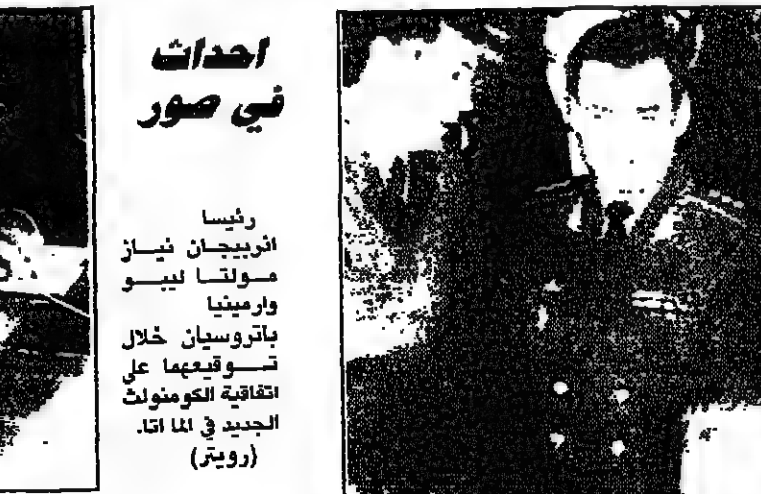 احداث
في صور
رئيسا
اذربيجان نياز
مولتا ليبو
وارمينيا
باتروسيان خلال
توقيعهما على
اتفاقية الكومنولث
الجديد في الما اتا.
(رويتر)